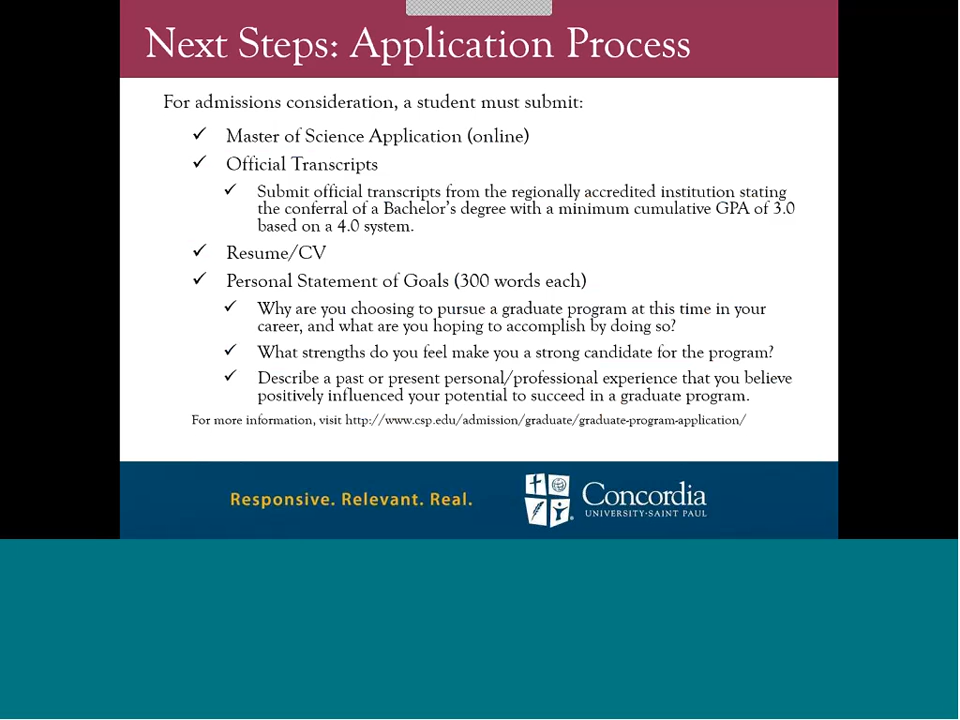 Next Steps: Application Process
For admissions consideration, a student must submit:
✓ Master of Science Application (online)
✓ Official Transcripts
✓ Submit official transcripts from the regionally accredited institution stating
the conferral of a Bachelor's degree with a minimum cumulative GPA of 3.0
based on a 4.0 system.
✓ Resume/CV
✓ Personal Statement of Goals (300 words each)
✓ Why are you choosing to pursue a graduate program at this time in your
career, and what are you hoping to accomplish by doing so?
✓ What strengths do you feel make you a strong candidate for the program?
✓ Describe a past or present personal/professional experience that you believe
positively influenced your potential to succeed in a graduate program.
For more information, visit http://www.csp.edu/admission/graduate/graduate-program-application/
Responsive. Relevant. Real.
Concordia
UNIVERSITY·SAINT PAUL